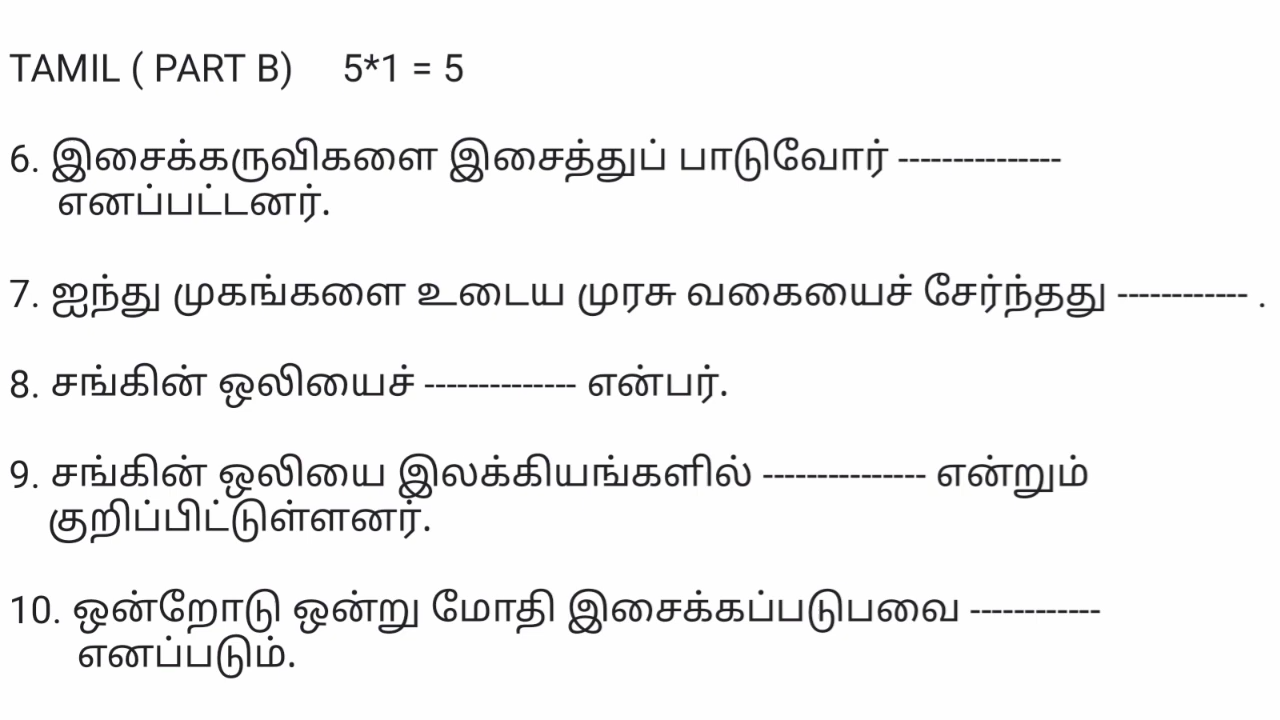 TAMIL ( PART B) 5*1 = 5
6. இசைக்கருவிகளை இசைத்துப் பாடுவோர் ---------------
எனப்பட்டனர்.
7. ஐந்து முகங்களை உடைய முரசு வகையைச் சேர்ந்தது ------------ .
8. சங்கின் ஒலியைச் -------------- என்பர்.
9. சங்கின் ஒலியை இலக்கியங்களில் --------------- என்றும்
குறிப்பிட்டுள்ளனர்.
10. ஒன்றோடு ஒன்று மோதி இசைக்கப்படுபவை ------------
எனப்படும்.